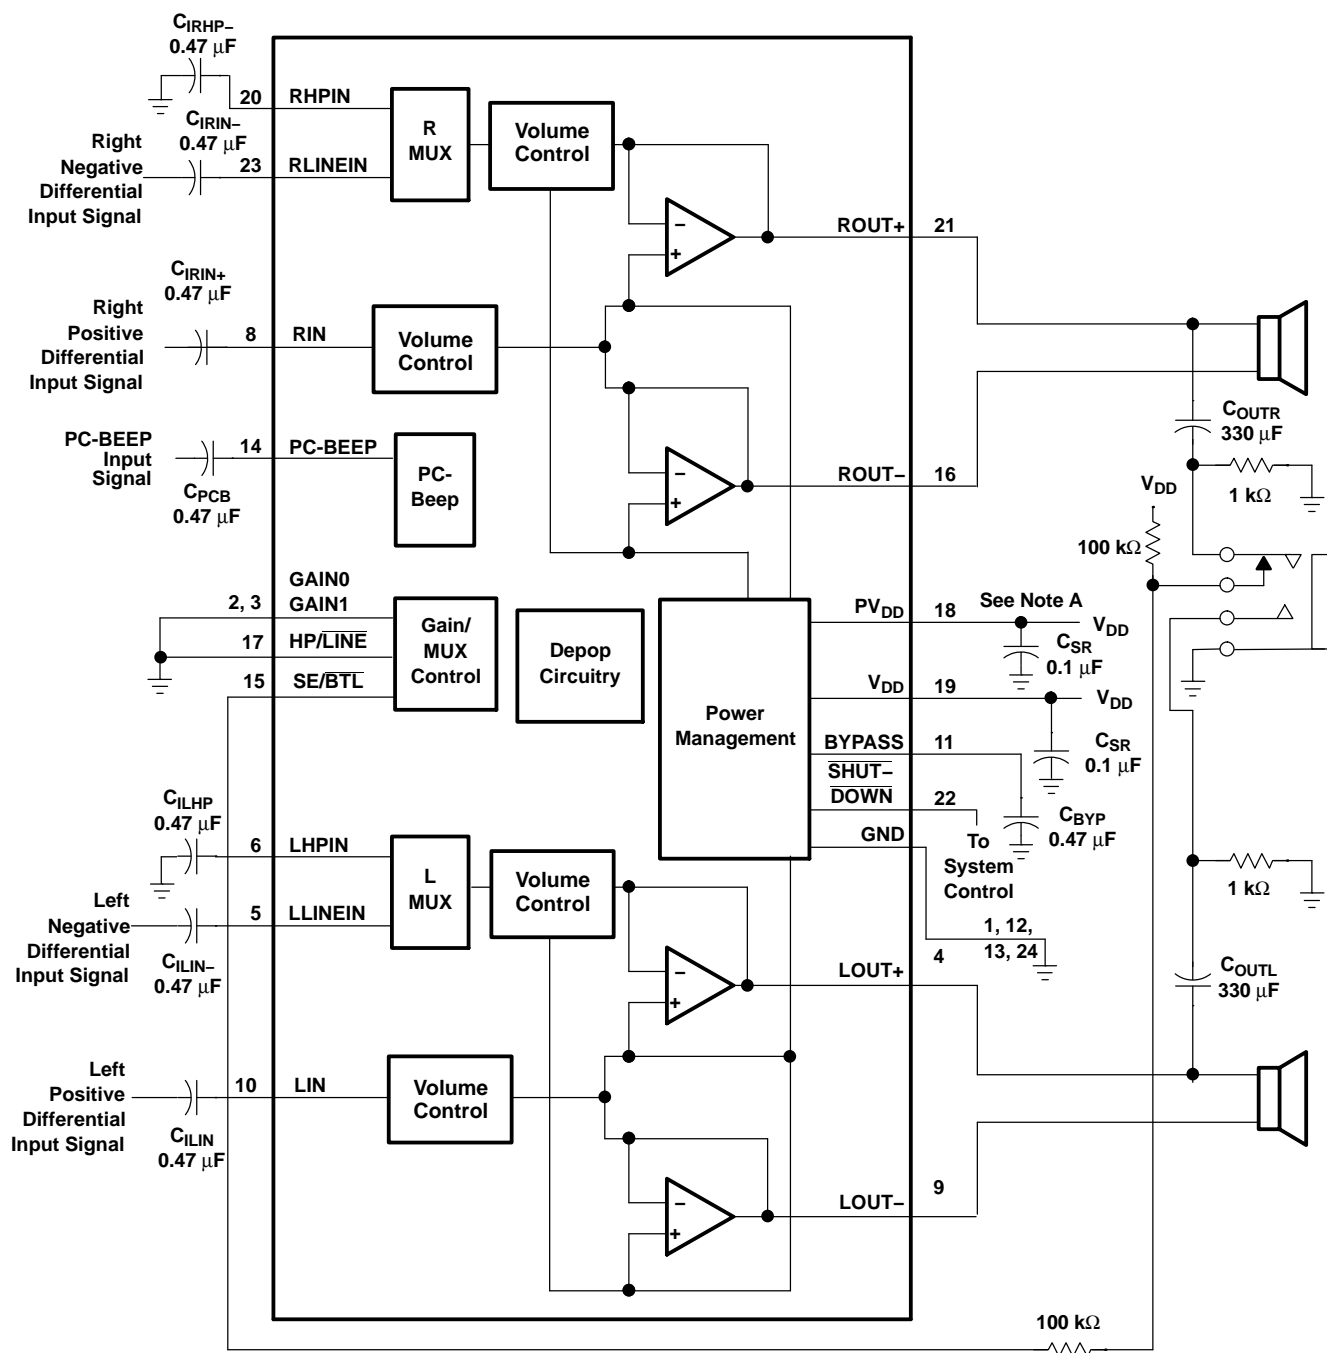 CIRHP−
0.47 µF
20
RHPIN
CIRIN−
0.47 µF
Right
Negative
Differential
Input Signal
23
RLINEIN
R
MUX
Volume
Control
−
+
ROUT+
21
CIRIN+
0.47 µF
Right
Positive
Differential
Input Signal
8
RIN
Volume
Control
COUTR
330 µF
1 kΩ
PC-BEEP
Input
Signal
14
PC-BEEP
CPCB
0.47 µF
PC-
Beep
−
+
ROUT−
16
VDD
100 kΩ
GAIN0
GAIN1
2, 3
17
HP/LINE
15
SE/BTL
Gain/
MUX
Control
Depop
Circuitry
Power
Management
PVDD
18
See Note A
VDD
CSR
0.1 µF
VDD
19
VDD
CSR
0.1 µF
BYPASS
11
SHUT−
DOWN
22
CBYP
0.47 µF
To
System
Control
GND
1, 12,
13, 24
CILHP
0.47 µF
6
LHPIN
Left
Negative
Differential
Input Signal
5
LLINEIN
CILIN−
0.47 µF
L
MUX
Volume
Control
−
+
LOUT+
4
1 kΩ
COUTL
330 µF
Left
Positive
Differential
Input Signal
10
LIN
CILIN
0.47 µF
Volume
Control
−
+
LOUT−
9
100 kΩ